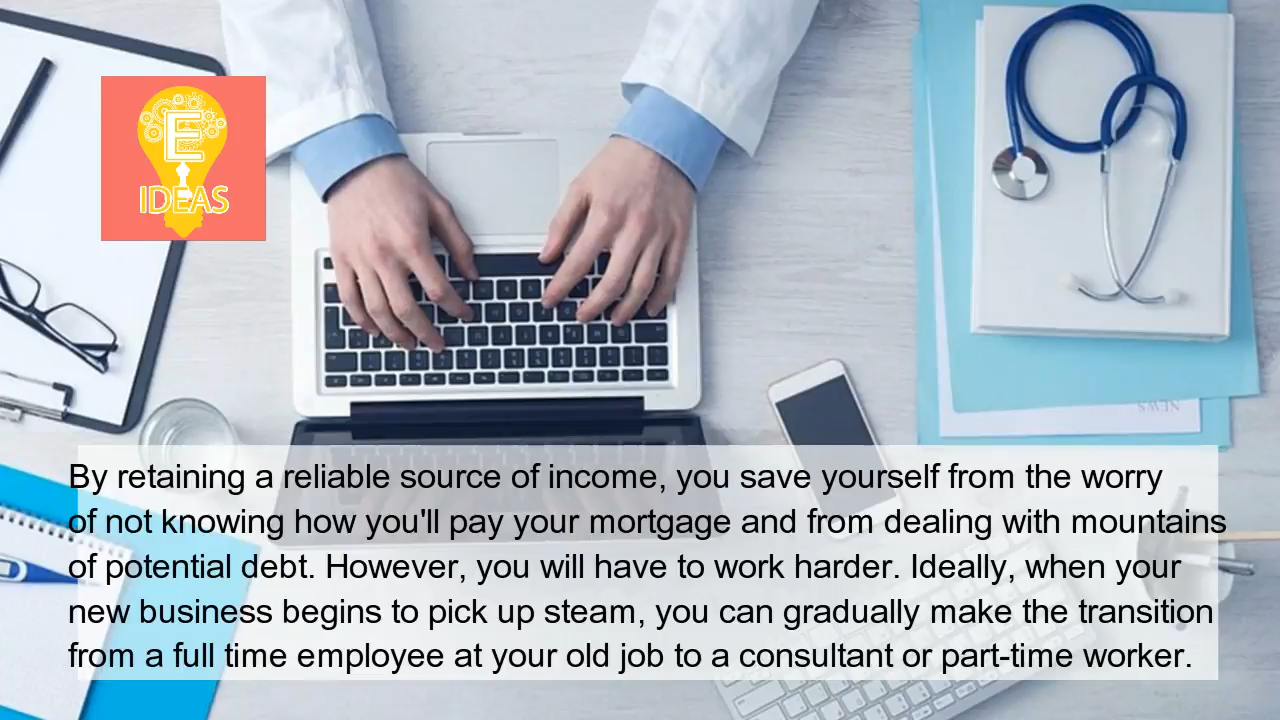 E
IDEAS
NEWS
By retaining a reliable source of income, you save yourself from the worry
of not knowing how you'll pay your mortgage and from dealing with mountains
of potential debt. However, you will have to work harder. Ideally, when your
new business begins to pick up steam, you can gradually make the transition
from a full time employee at your old job to a consultant or part-time worker.